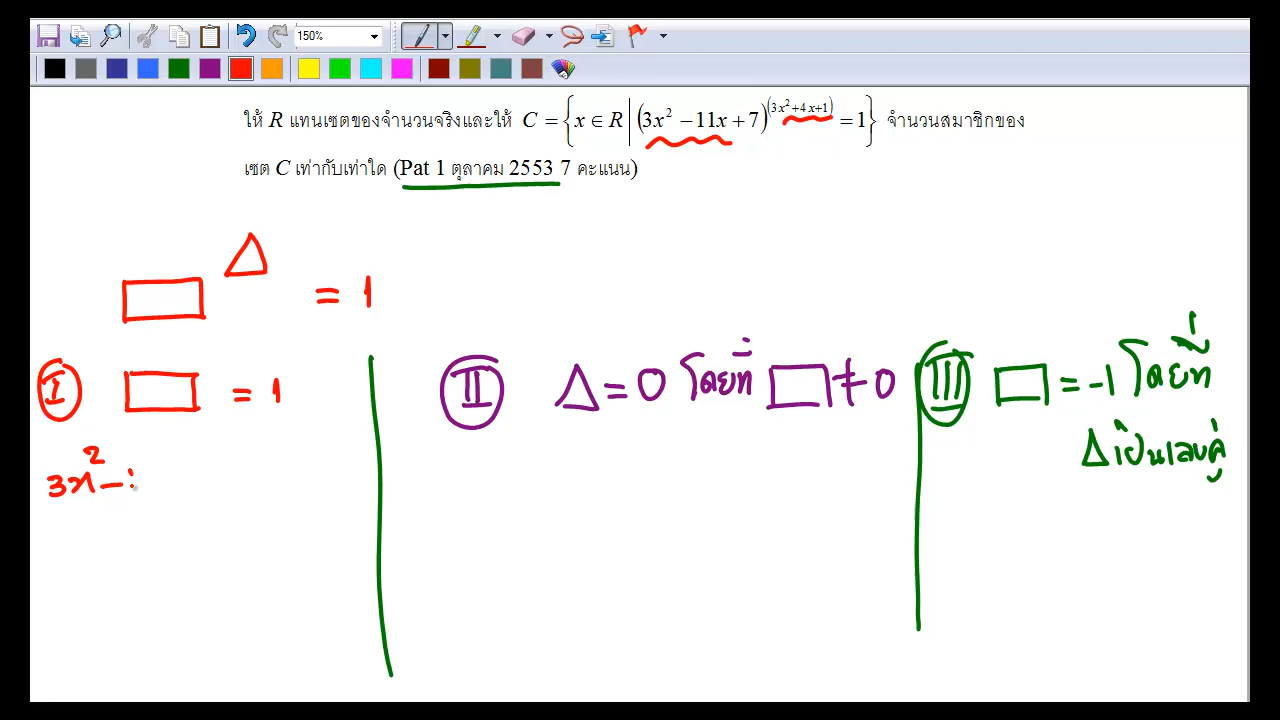 150%
ให้ R แทนเซตของจำนวนจริงและให้ C = {x ∈ R | (3x² − 11x + 7)^(3x²+4x+1) = 1} จำนวนสมาชิกของ
เซต C เท่ากับเท่าใด (Pat 1 ตุลาคม 2553 7 คะแนน)
□^Δ = 1
I □ = 1
3x² −
II Δ = 0 โดยที่ □ ≠ 0
III □ = -1 โดยที่
Δ เป็นเลขคู่